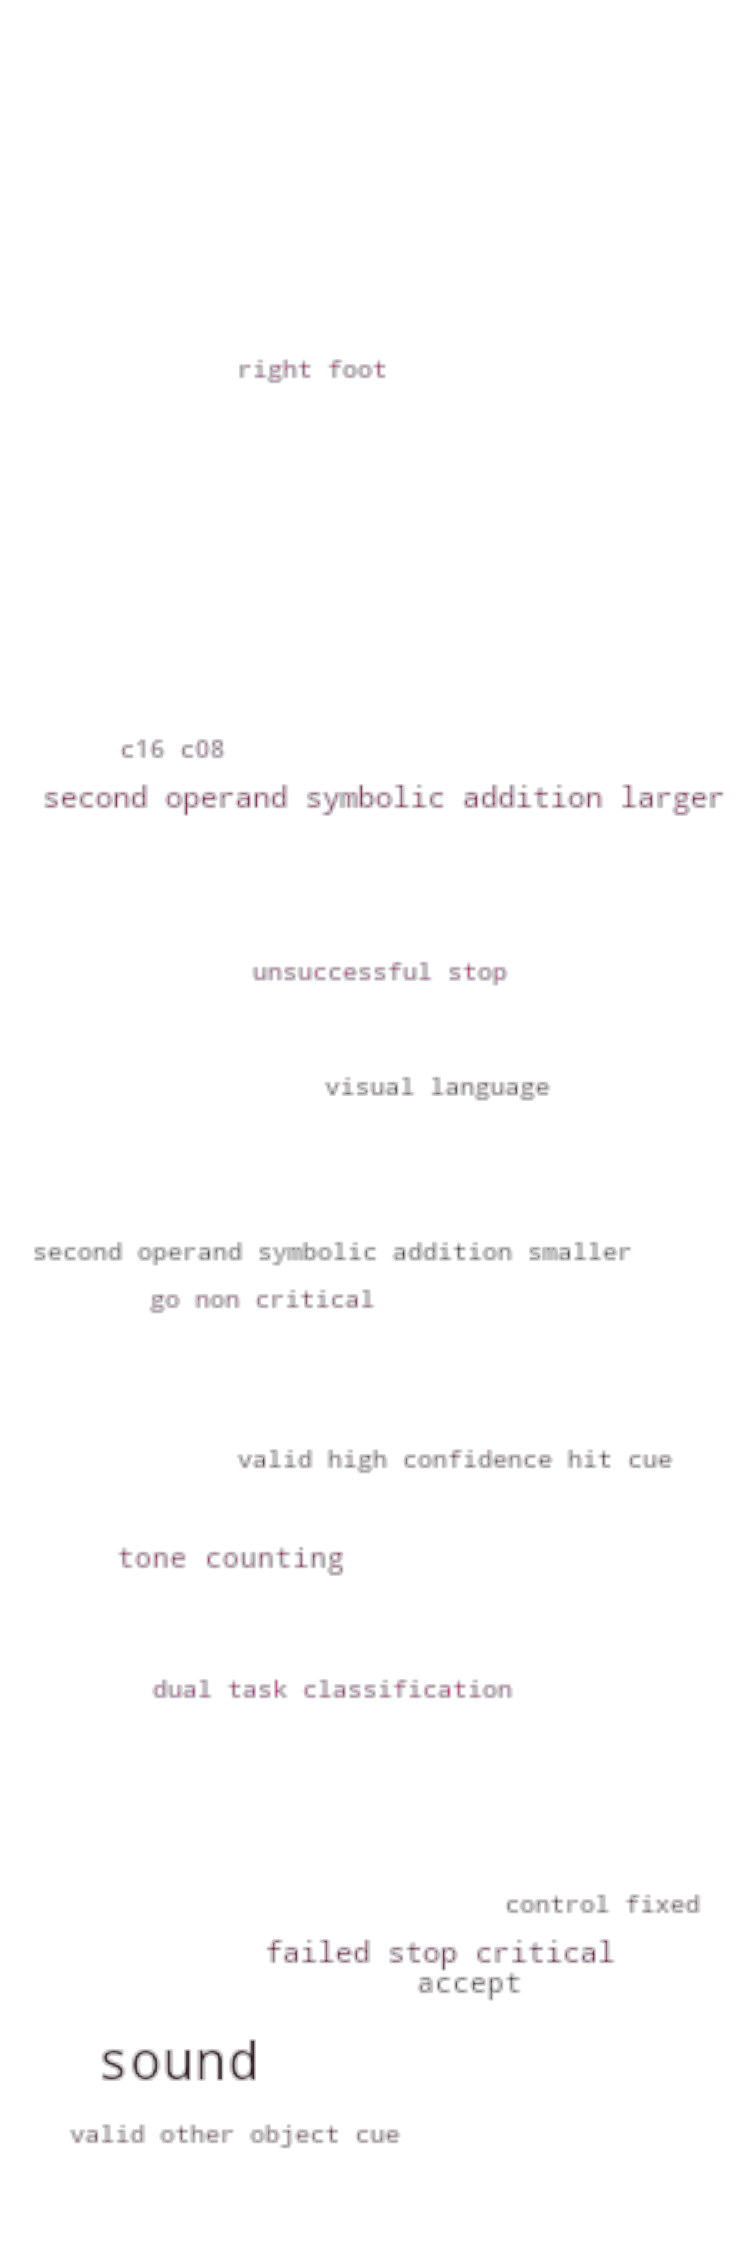 right foot
c16 c08
second operand symbolic addition larger
unsuccessful stop
visual language
second operand symbolic addition smaller
go non critical
valid high confidence hit cue
tone counting
dual task classification
control fixed
failed stop critical
accept
sound
valid other object cue